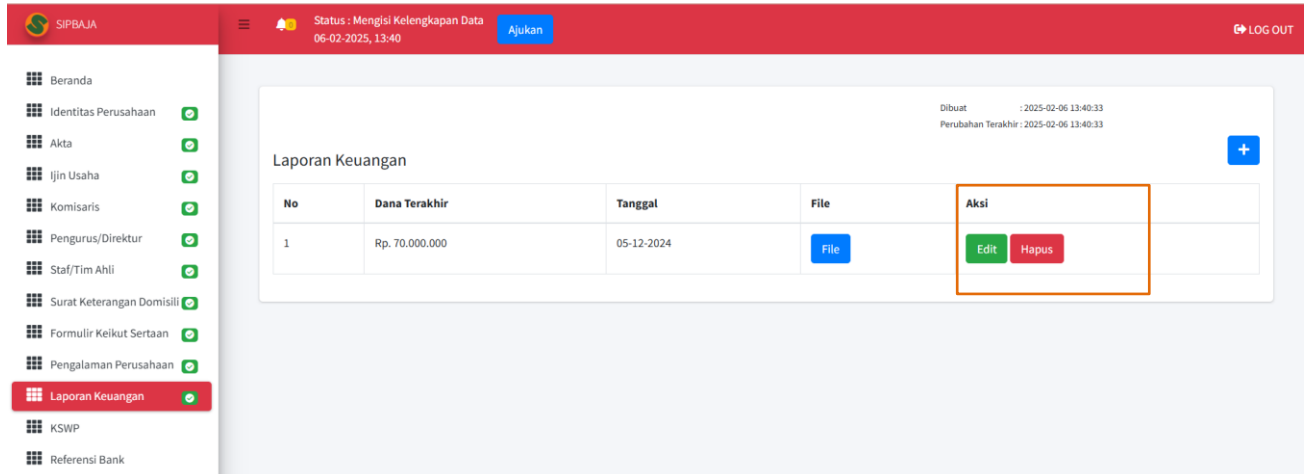 SIPBAJA
Status : Mengisi Kelengkapan Data
06-02-2025, 13:40
Ajukan
LOG OUT
Beranda
Identitas Perusahaan
Akta
Ijin Usaha
Komisaris
Pengurus/Direktur
Staf/Tim Ahli
Surat Keterangan Domisili
Formulir Keikut Sertaan
Pengalaman Perusahaan
Laporan Keuangan
KSWP
Referensi Bank
Dibuat : 2025-02-06 13:40:33
Perubahan Terakhir : 2025-02-06 13:40:33
Laporan Keuangan
+
No Dana Terakhir Tanggal File Aksi
1 Rp. 70.000.000 05-12-2024 File Edit Hapus